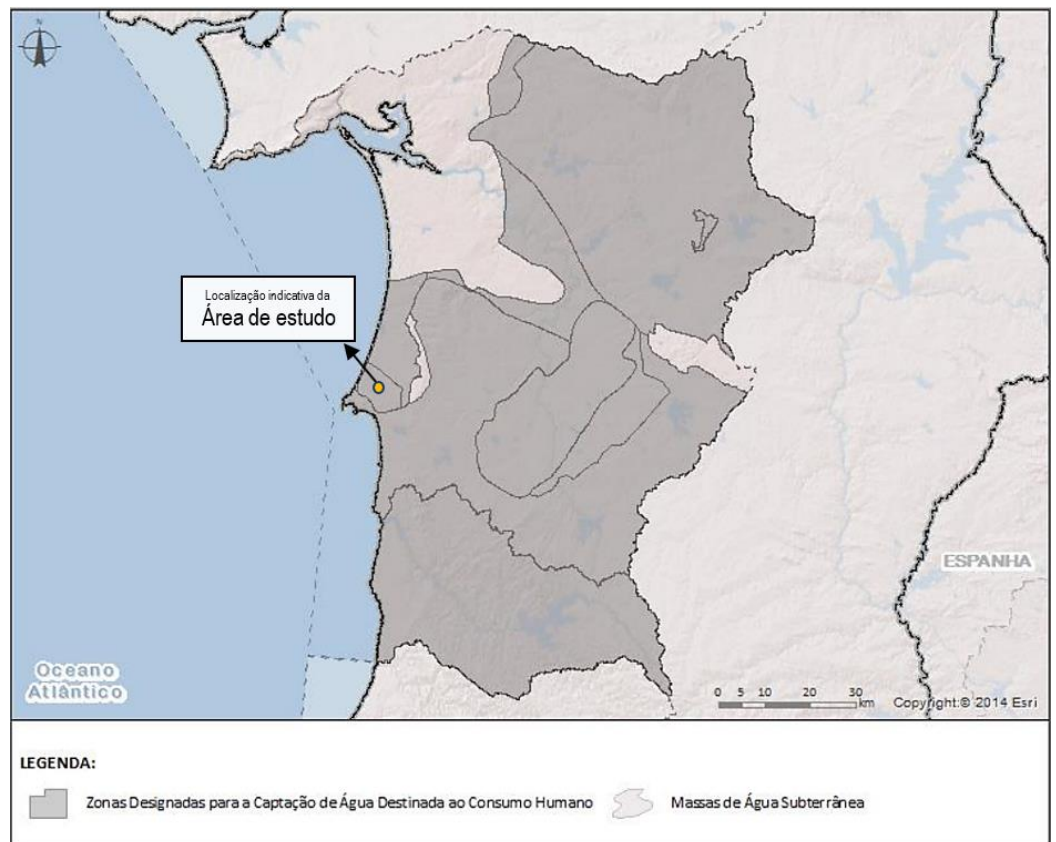 Localização indicativa da
Área de estudo
ESPANHA
Oceano
Atlântico
0 5 10 20 30
km
Copyright:© 2014 Esri
LEGENDA:
Zonas Designadas para a Captação de Água Destinada ao Consumo Humano
Massas de Água Subterrânea